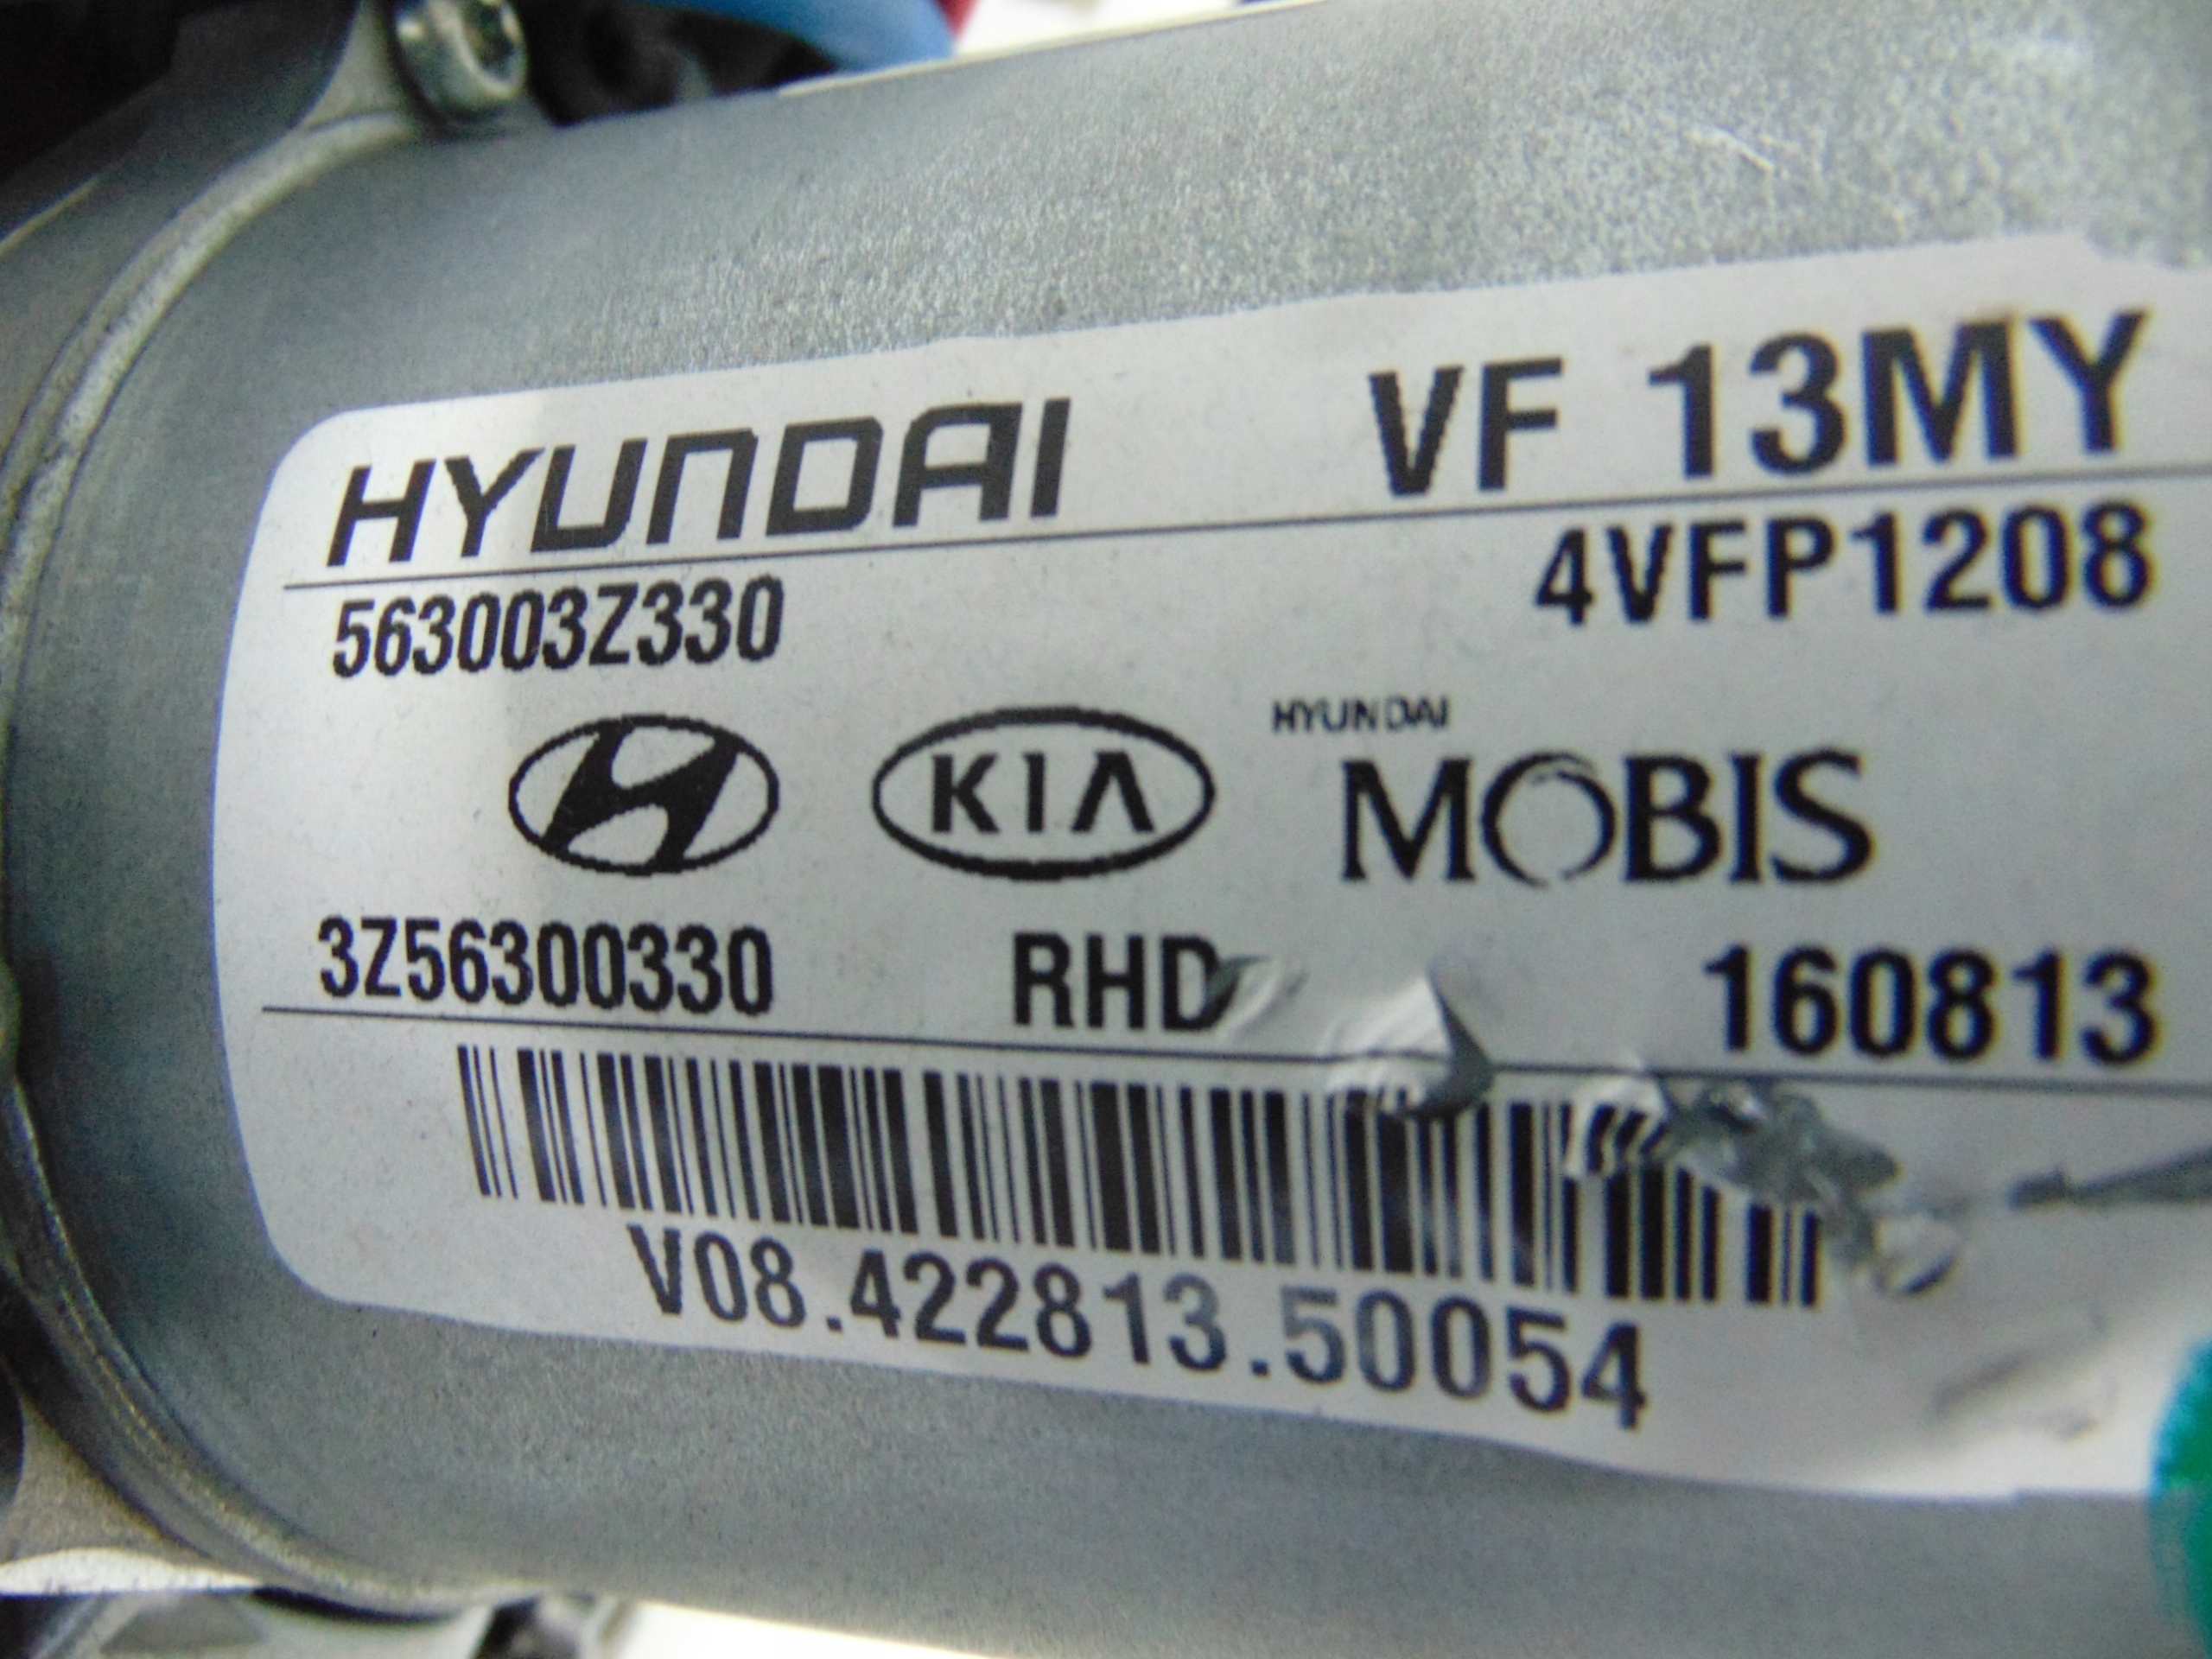 HYUNDAI VF 13MY
563003Z330 4VFP1208
KIA HYUNDAI MOBIS
3Z56300330 RHD 160813
V08.422813.50054